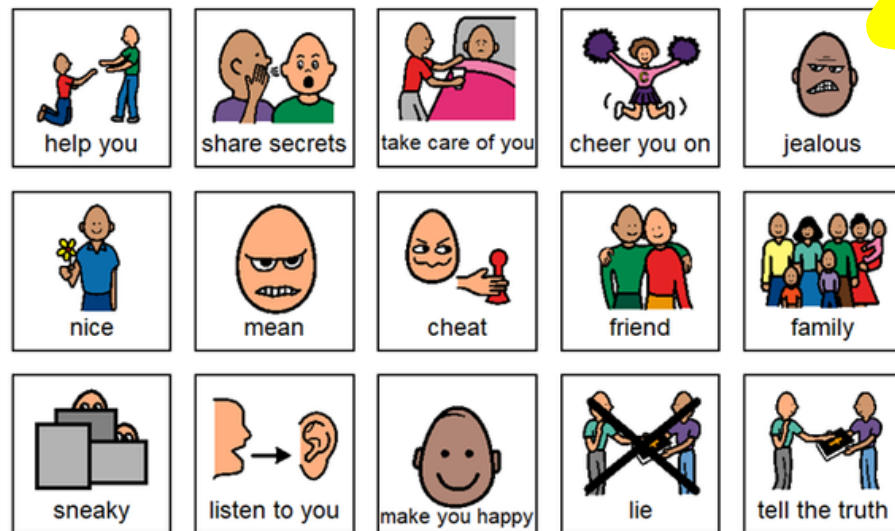 help you
share secrets
take care of you
cheer you on
jealous
nice
mean
cheat
friend
family
sneaky
listen to you
make you happy
lie
tell the truth